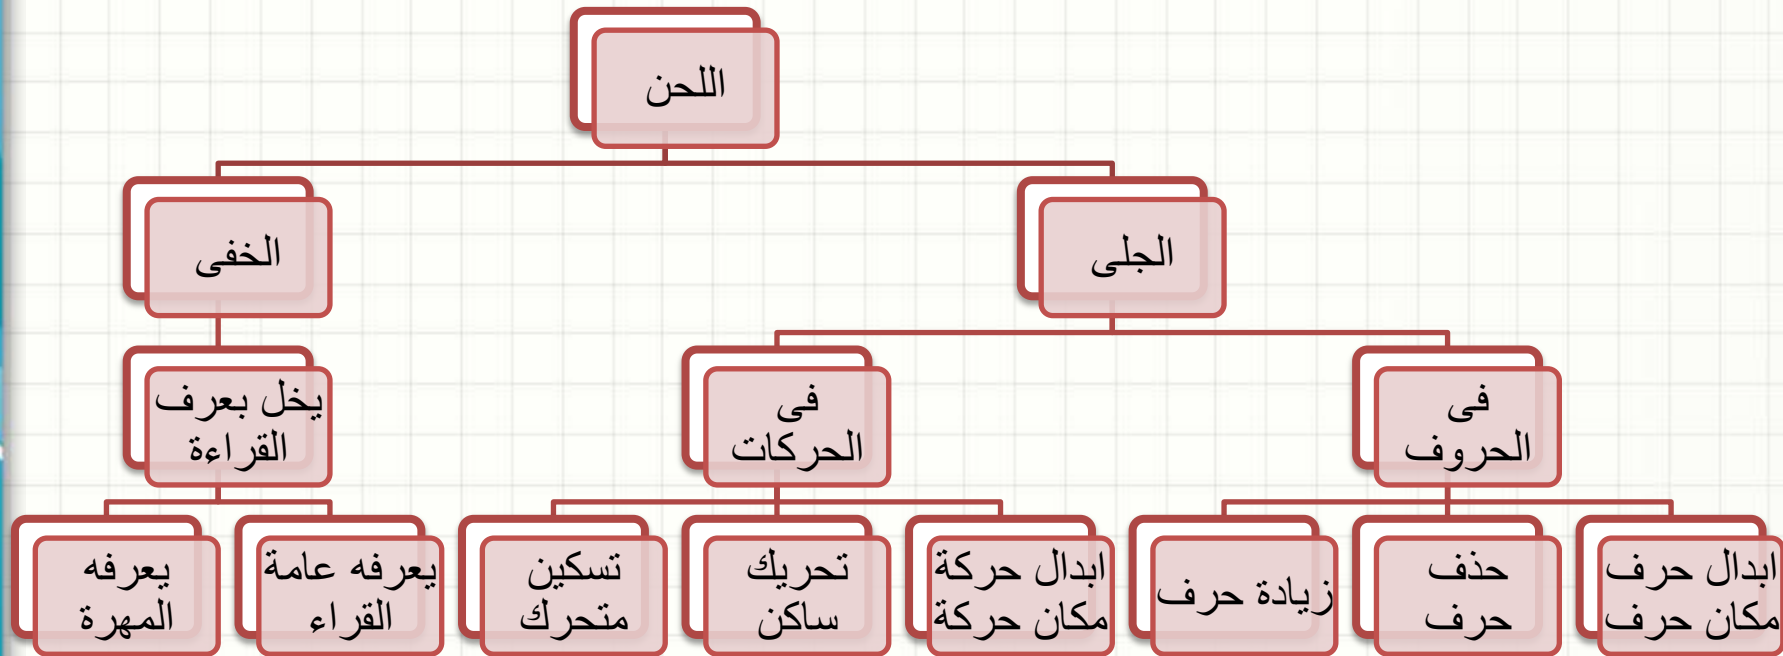 اللحن
الجلى
الخفى
فى
الحروف
فى
الحركات
يخل بعرف
القراءة
ابدال حرف
مكان حرف
حذف
حرف
زيادة حرف
ابدال حركة
مكان حركة
تحريك
ساكن
تسكين
متحرك
يعرفه عامة
القراء
يعرفه
المهرة